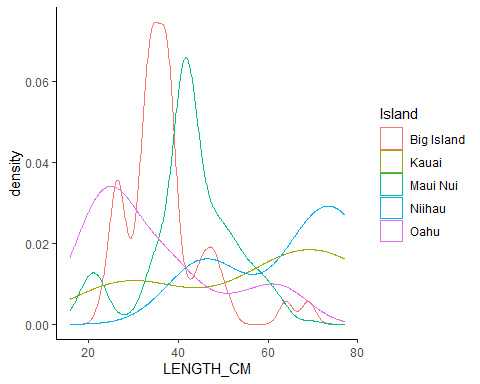 density
0.06
0.04
0.02
0.00
20
40
60
80
LENGTH_CM
Island
Big Island
Kauai
Maui Nui
Niihau
Oahu